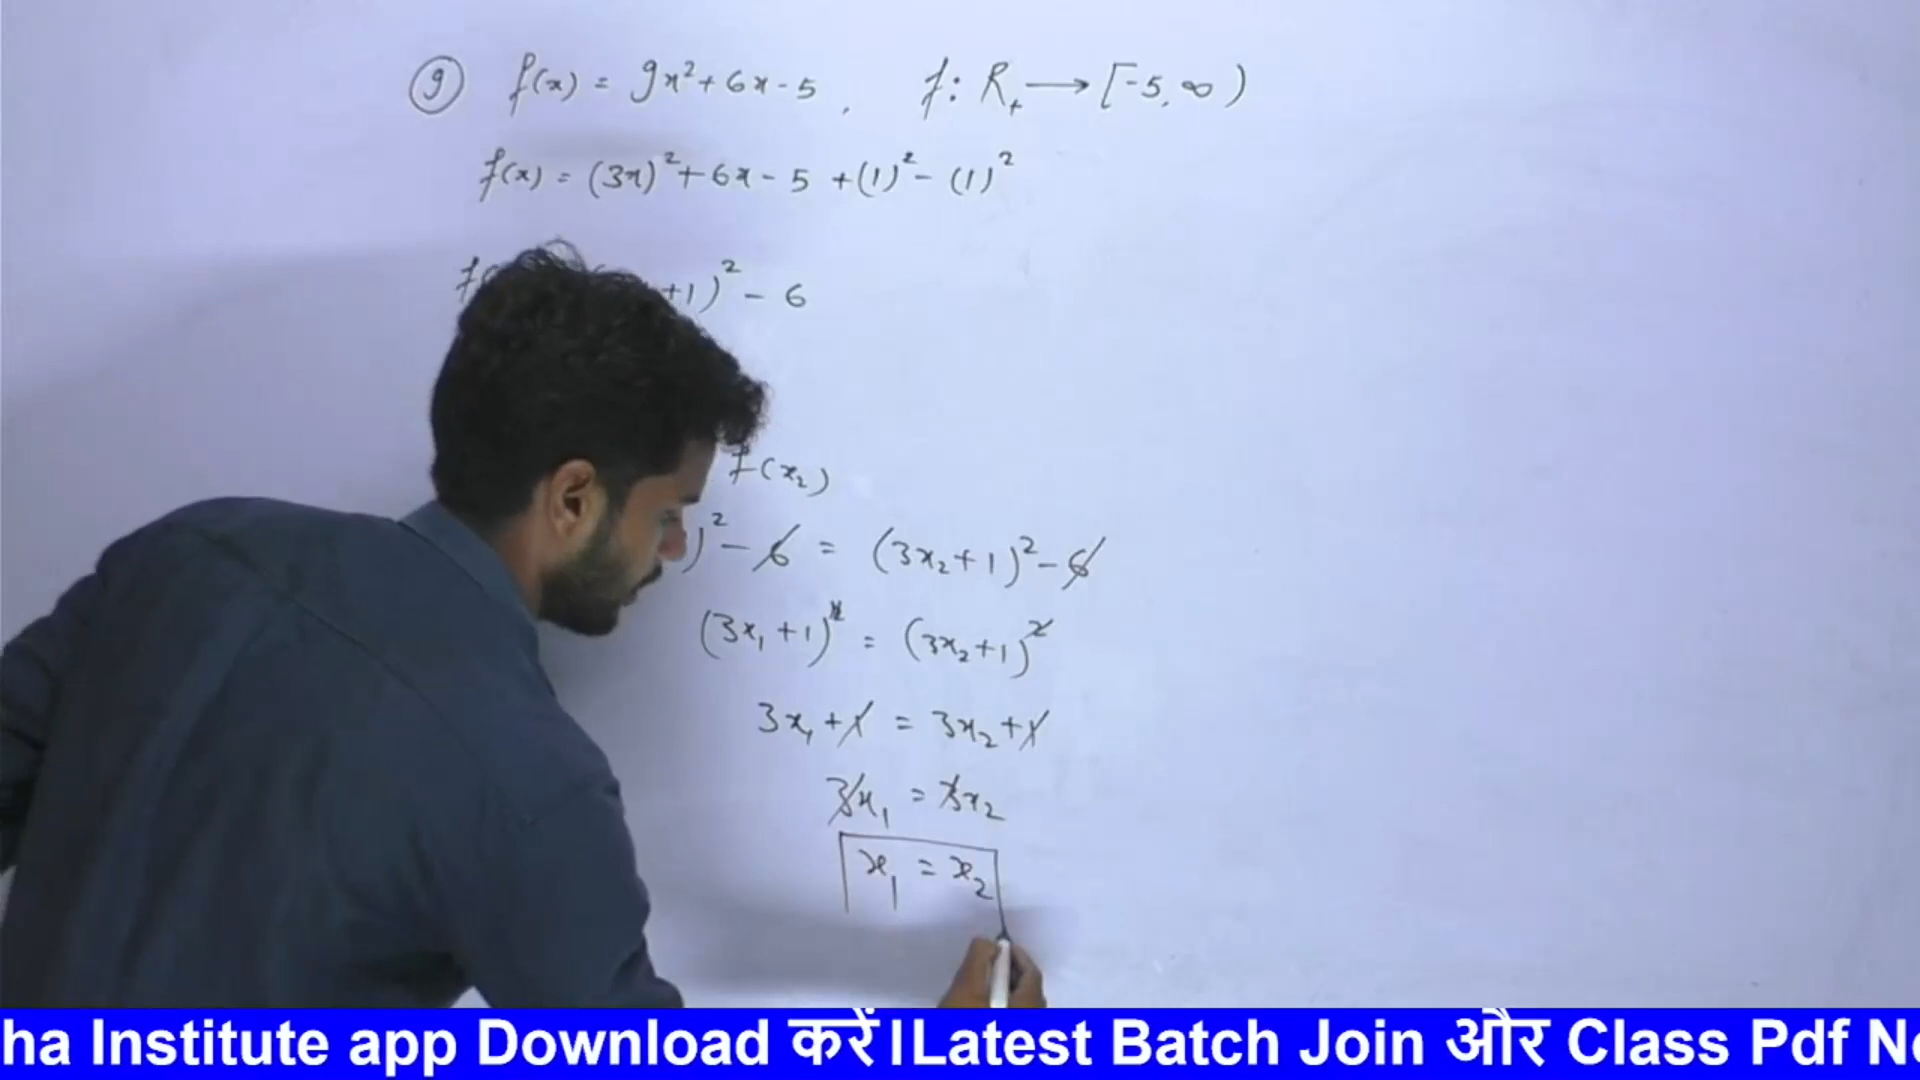 ⑨ f(x) = 9x²+6x-5, f: R₊ ⟶ [-5, ∞)
f(x) = (3x)²+6x-5 +(1)²-(1)²
+1)² - 6
f(x₂)
)² - 6 = (3x₂+1)² - 6
(3x₁+1)² = (3x₂+1)²
3x₁+1 = 3x₂+1
3x₁ = 3x₂
x₁ = x₂
ha Institute app Download करें।Latest Batch Join और Class Pdf